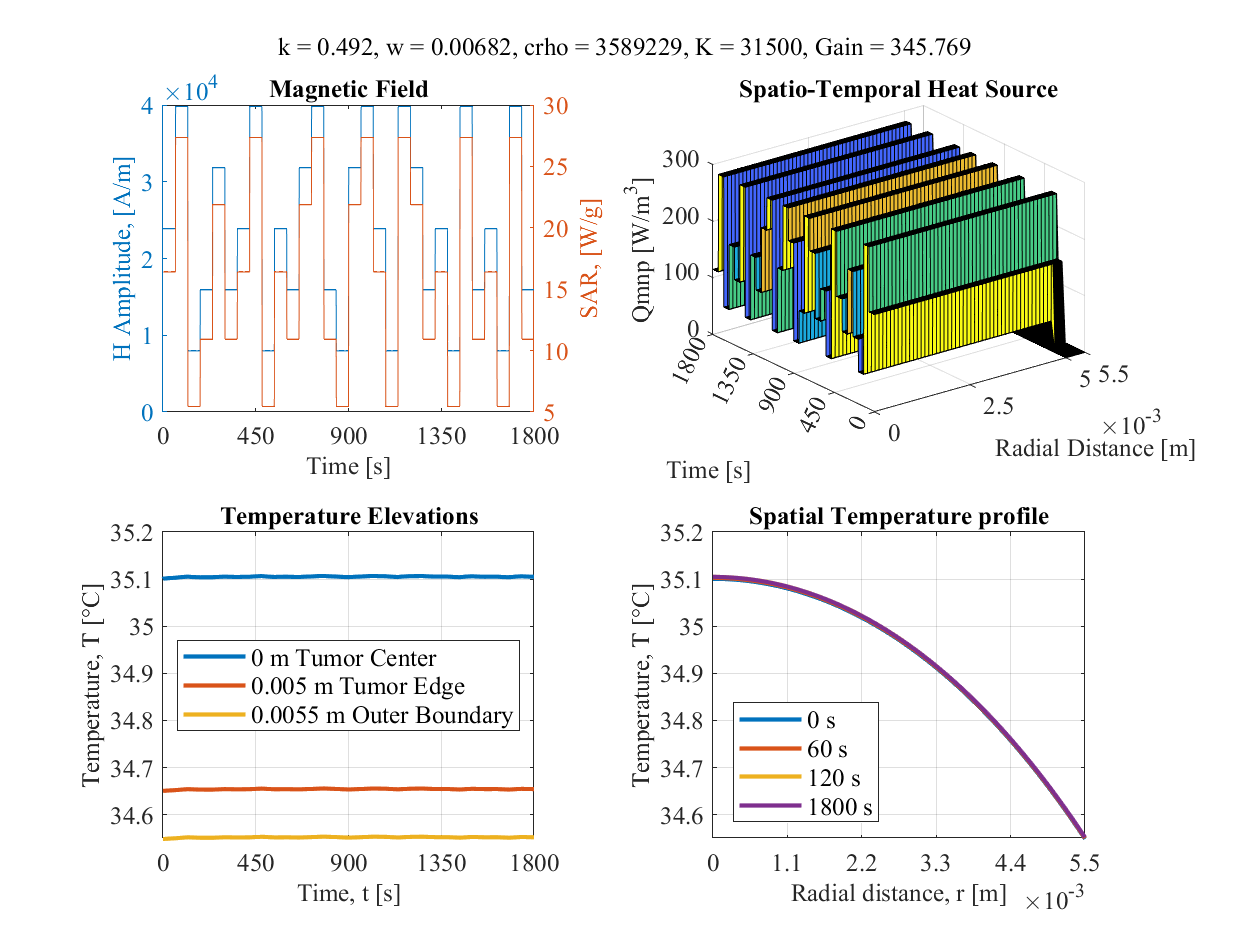 k = 0.492, w = 0.00682, crho = 3589229, K = 31500, Gain = 345.769
×10^4
Magnetic Field
4
3
2
1
0
H Amplitude, [A/m]
30
25
20
15
10
5
SAR, [W/g]
0 450 900 1350 1800
Time [s]
Spatio-Temporal Heat Source
300
200
100
0
Qmnp [W/m^3]
1800 1350 900 450 0
Time [s]
0 2.5 5 5.5
×10^-3
Radial Distance [m]
Temperature Elevations
35.2
35.1
35
34.9
34.8
34.7
34.6
Temperature, T [°C]
0 m Tumor Center
0.005 m Tumor Edge
0.0055 m Outer Boundary
0 450 900 1350 1800
Time, t [s]
Spatial Temperature profile
35.2
35.1
35
34.9
34.8
34.7
34.6
Temperature, T [°C]
0 s
60 s
120 s
1800 s
0 1.1 2.2 3.3 4.4 5.5
Radial distance, r [m]
×10^-3